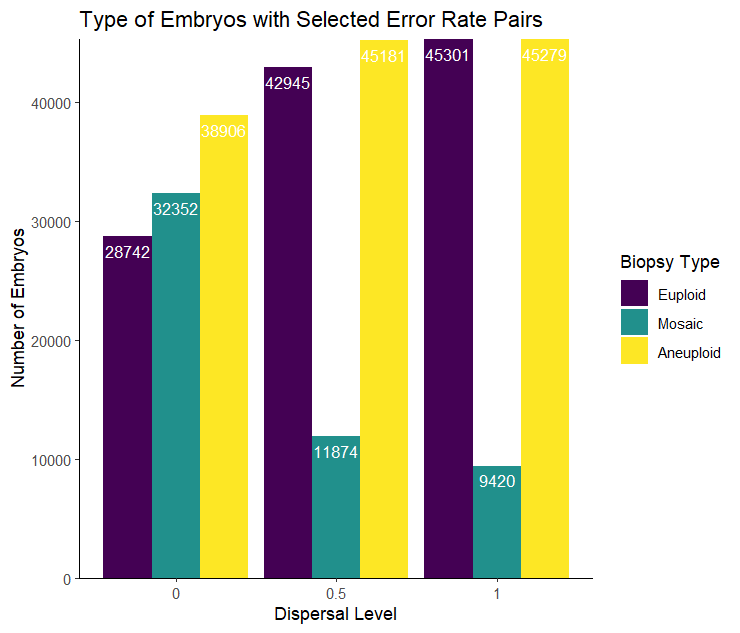 Type of Embryos with Selected Error Rate Pairs
Number of Embryos
40000
30000
20000
10000
0
28742
32352
38906
42945
11874
45181
45301
9420
45279
0
0.5
1
Dispersal Level
Biopsy Type
Euploid
Mosaic
Aneuploid